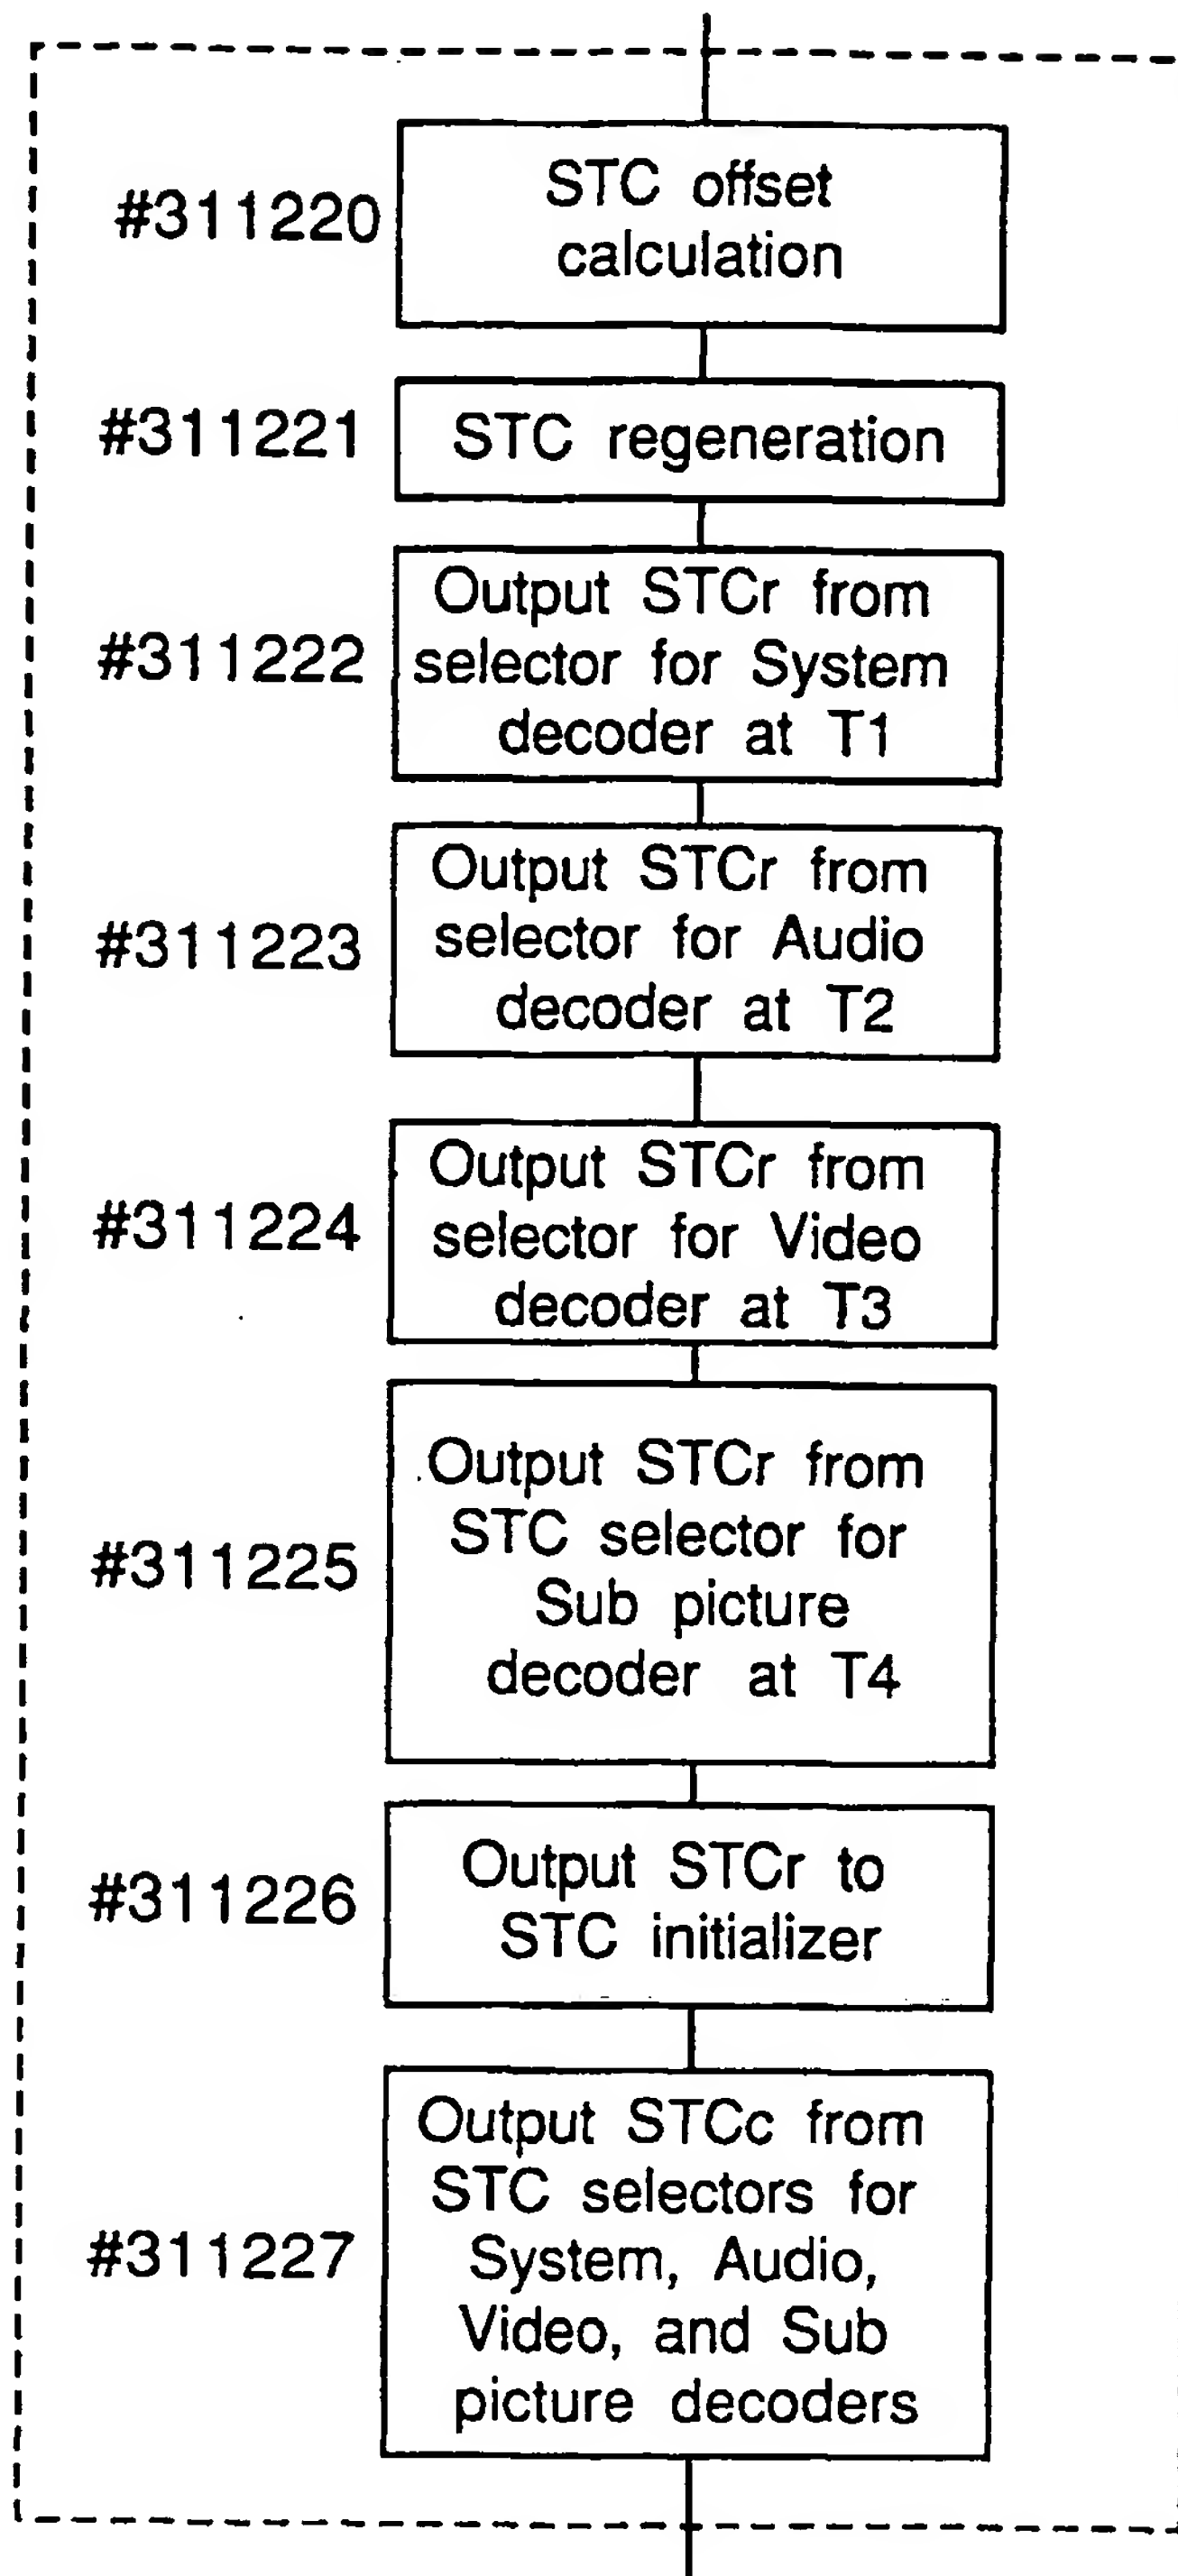 #311220
STC offset
calculation
#311221
STC regeneration
#311222
Output STCr from
selector for System
decoder at T1
#311223
Output STCr from
selector for Audio
decoder at T2
#311224
Output STCr from
selector for Video
decoder at T3
#311225
Output STCr from
STC selector for
Sub picture
decoder at T4
#311226
Output STCr to
STC initializer
#311227
Output STCc from
STC selectors for
System, Audio,
Video, and Sub
picture decoders